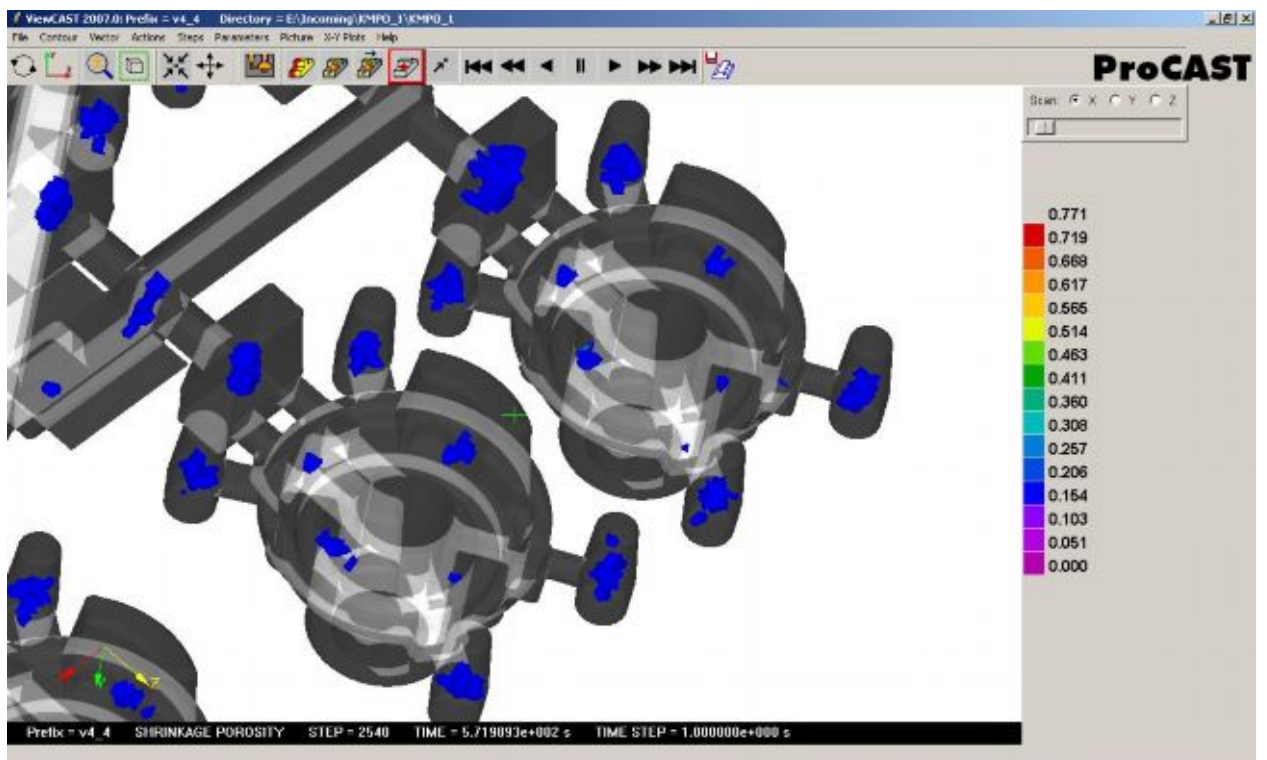 ViewCAST 2007.0: Prefix = v4_4 Directory = E:\Incoming\KMPO_1\KMPO_1
File Contour Vector Actions Steps Parameters Picture X-Y Plots Help
ProCAST
Scan: X Y Z
0.771
0.719
0.668
0.617
0.565
0.514
0.463
0.411
0.360
0.308
0.257
0.206
0.154
0.103
0.051
0.000
Z
Prefix = v4_4 SHRINKAGE POROSITY STEP = 2540 TIME = 5.719893e+002 s TIME STEP = 1.000000e+000 s